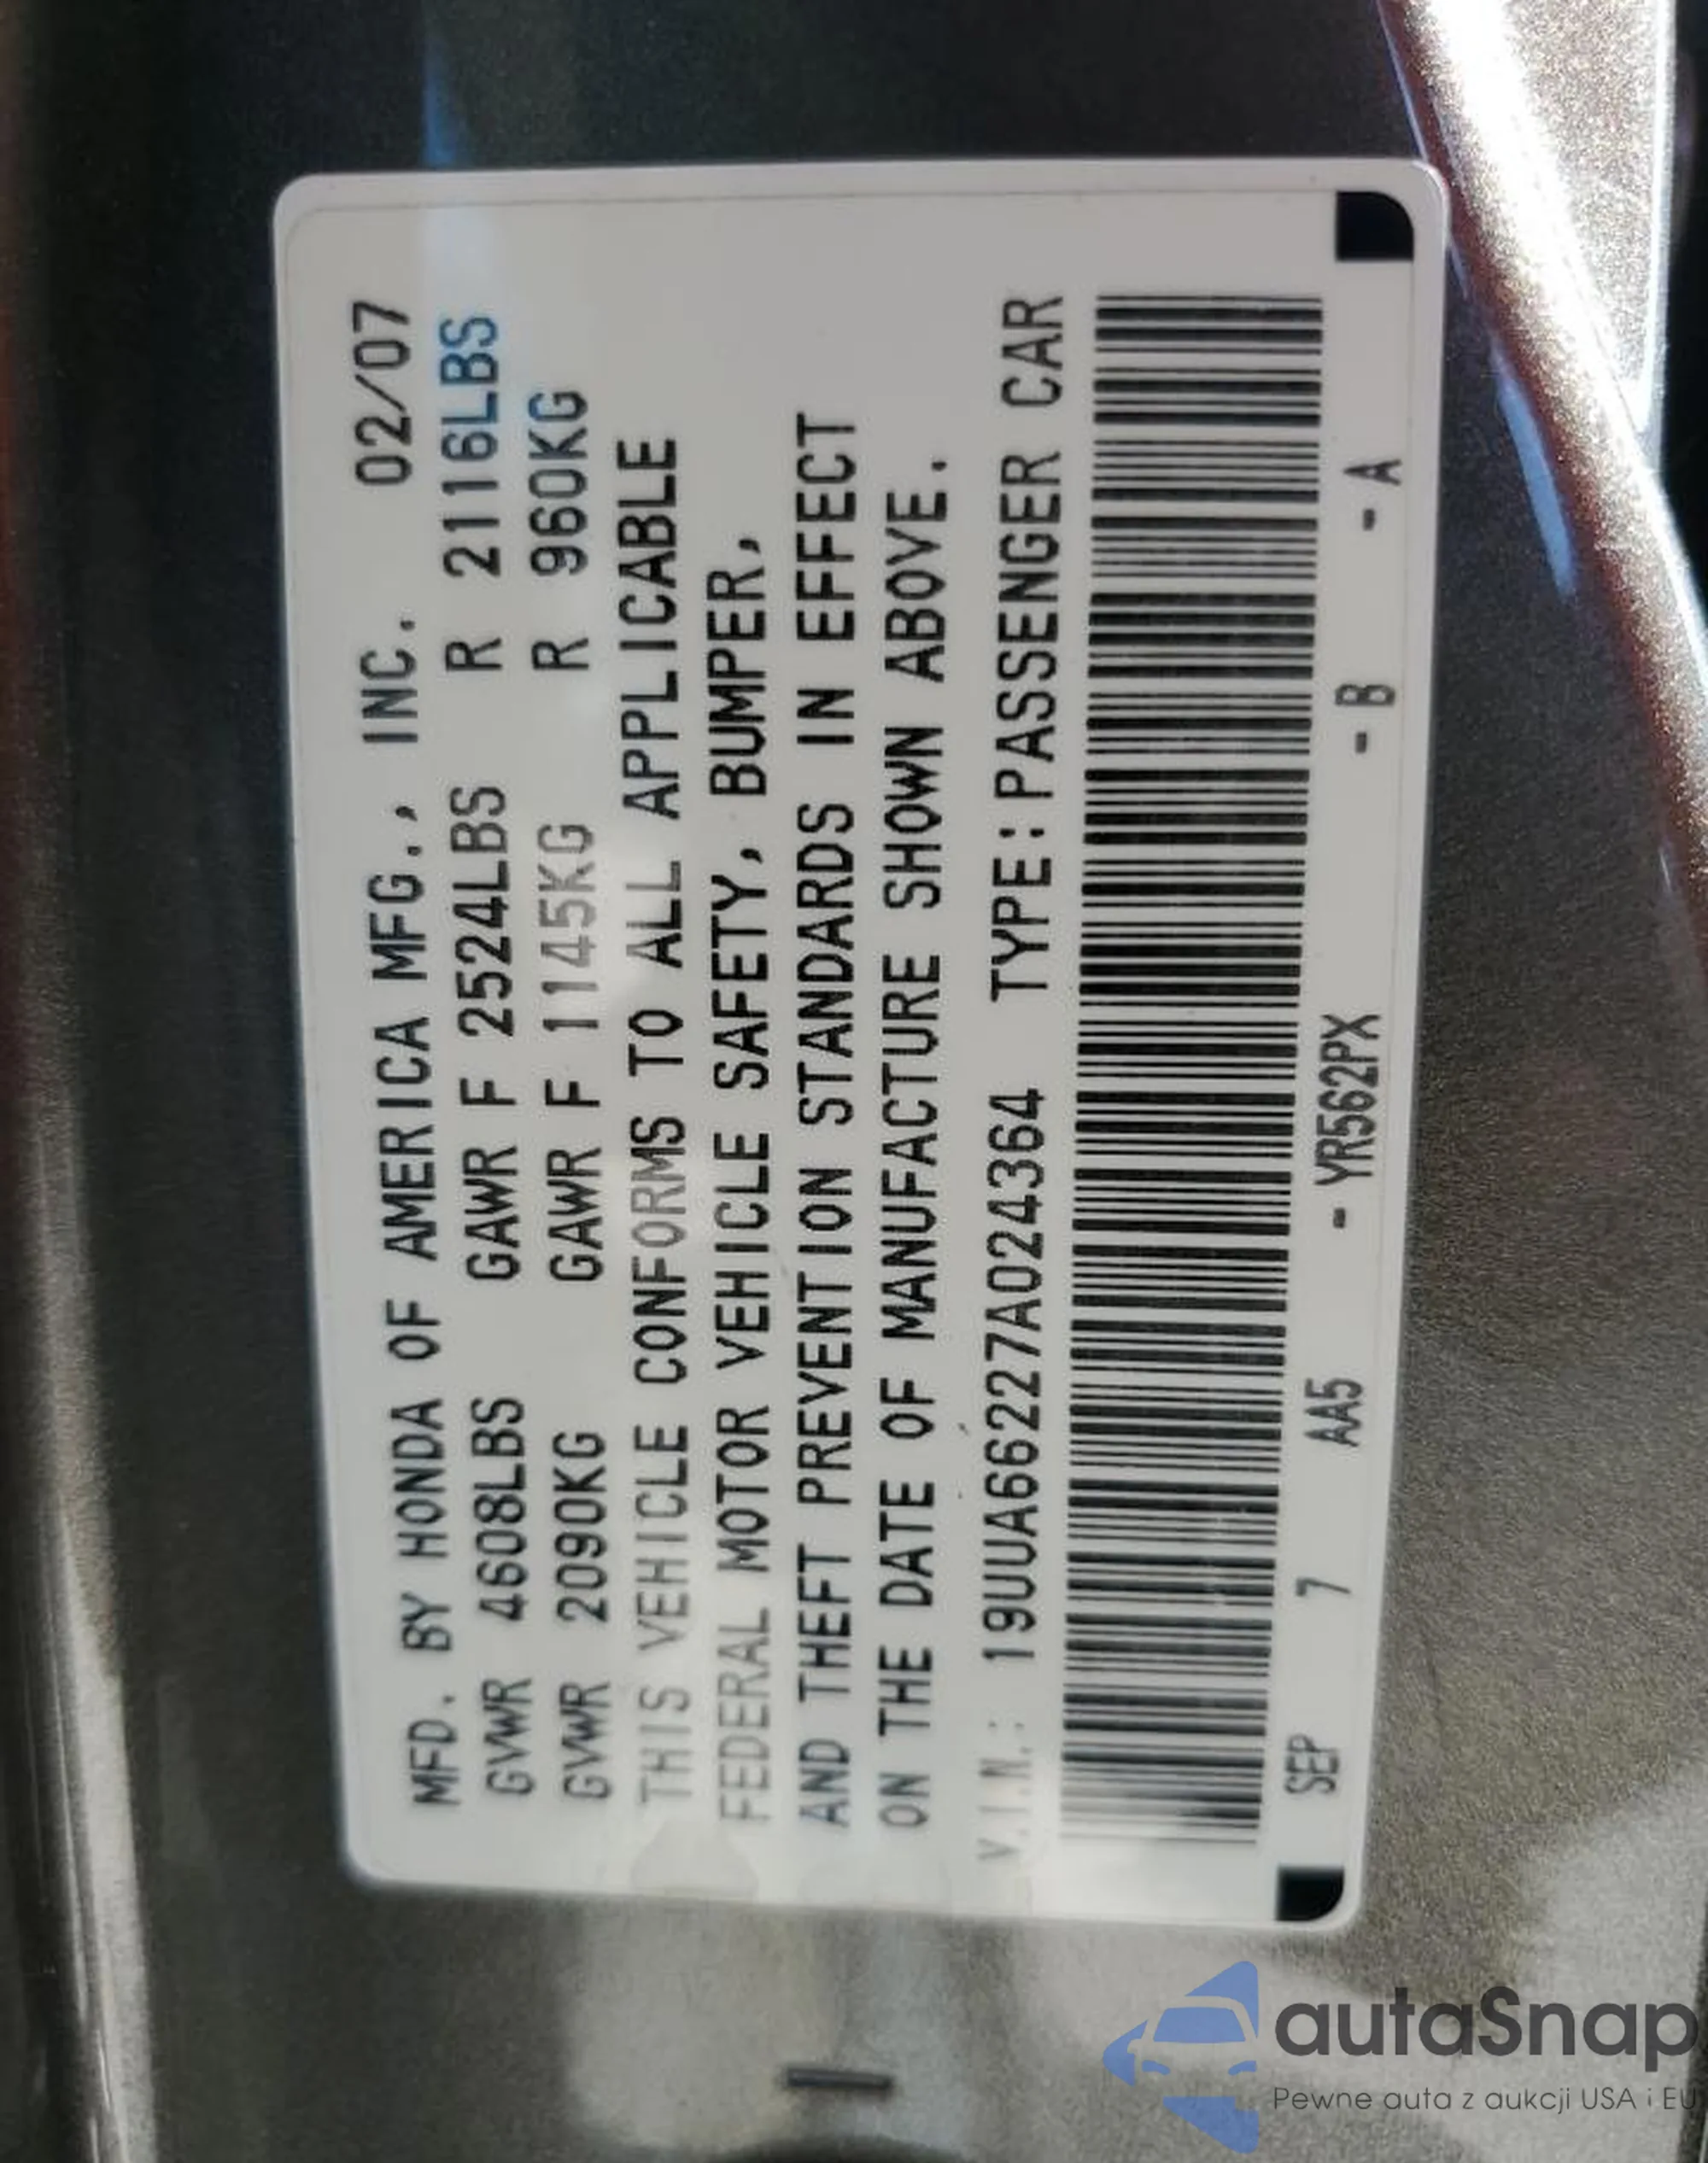 MFD. BY HONDA OF AMERICA MFG., INC. 02/07
GVWR 4608LBS GAWR F 2524LBS R 2116LBS
GVWR 2090KG GAWR F 1145KG R 960KG
THIS VEHICLE CONFORMS TO ALL APPLICABLE
FEDERAL MOTOR VEHICLE SAFETY, BUMPER,
AND THEFT PREVENTION STANDARDS IN EFFECT
ON THE DATE OF MANUFACTURE SHOWN ABOVE.
V.I.N.: 19UUA66227A024364 TYPE:PASSENGER CAR
SEP 7 AA5 - YR562PX - B - A
autaSnap
Pewne auta z aukcji USA i EU